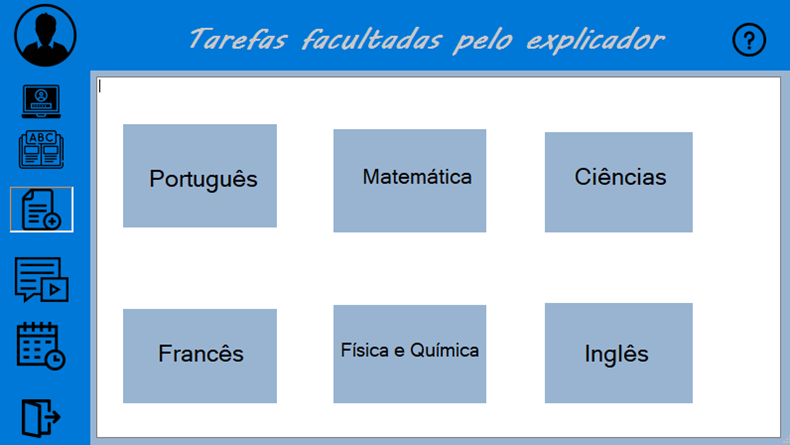 Tarefas facultadas pelo explicador
?
ABC
Português
Matemática
Ciências
Francês
Física e Química
Inglês